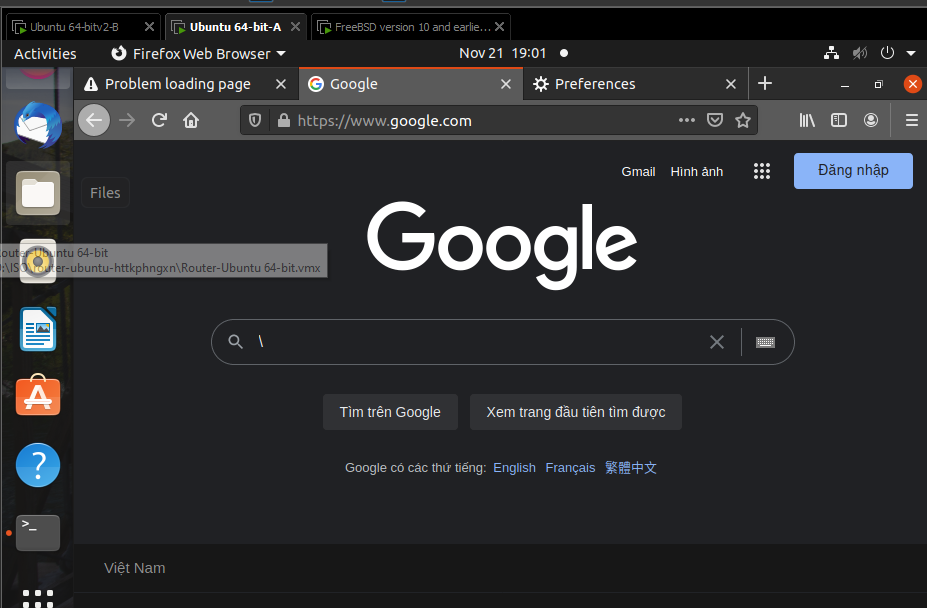 Ubuntu 64-bitv2-B
Ubuntu 64-bit-A
FreeBSD version 10 and earlie...
Activities
Firefox Web Browser
Nov 21 19:01
Problem loading page
Google
Preferences
https://www.google.com
Gmail
Hình ảnh
Đăng nhập
Files
Router-Ubuntu 64-bit
D:\ISO\router-ubuntu-httkphngxn\Router-Ubuntu 64-bit.vmx
Google
\
Tìm trên Google
Xem trang đầu tiên tìm được
Google có các thứ tiếng: English Français 繁體中文
>_
Việt Nam